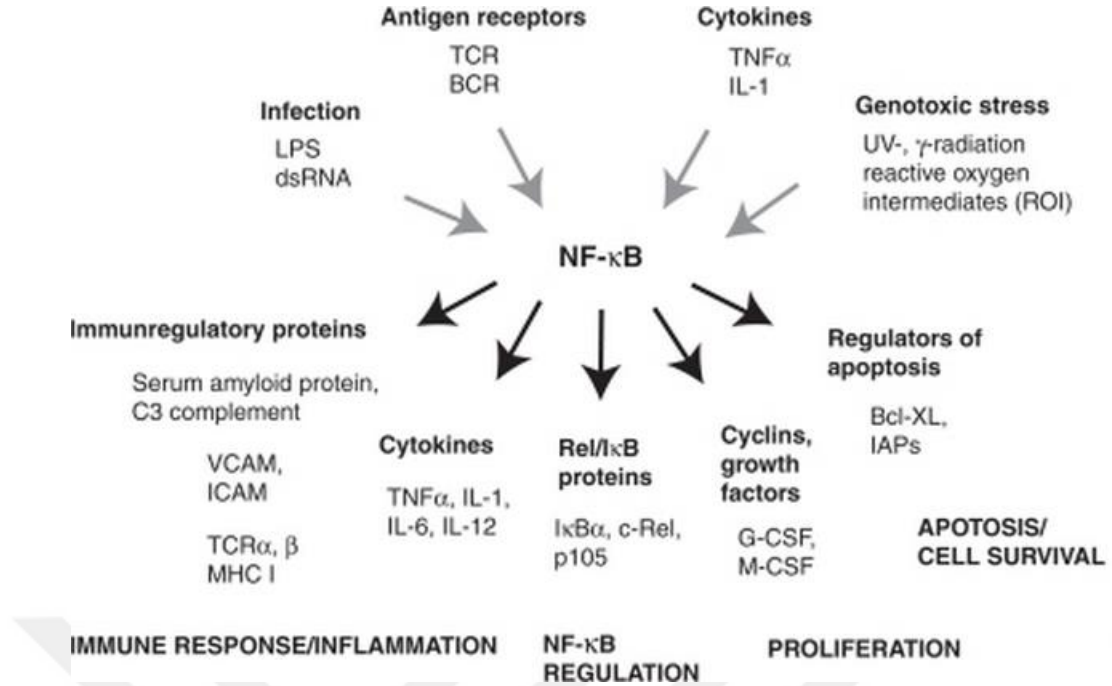 Antigen receptors
TCR
BCR
Cytokines
TNFα
IL-1
Infection
LPS
dsRNA
Genotoxic stress
UV-, γ-radiation
reactive oxygen
intermediates (ROI)
NF-κB
Immunregulatory proteins
Serum amyloid protein,
C3 complement
VCAM,
ICAM
TCRα, β
MHC I
Cytokines
TNFα, IL-1,
IL-6, IL-12
Rel/IκB
proteins
IκBα, c-Rel,
p105
Cyclins,
growth
factors
G-CSF,
M-CSF
Regulators of
apoptosis
Bcl-XL,
IAPs
APOTOSIS/
CELL SURVIVAL
IMMUNE RESPONSE/INFLAMMATION
NF-κB
REGULATION
PROLIFERATION